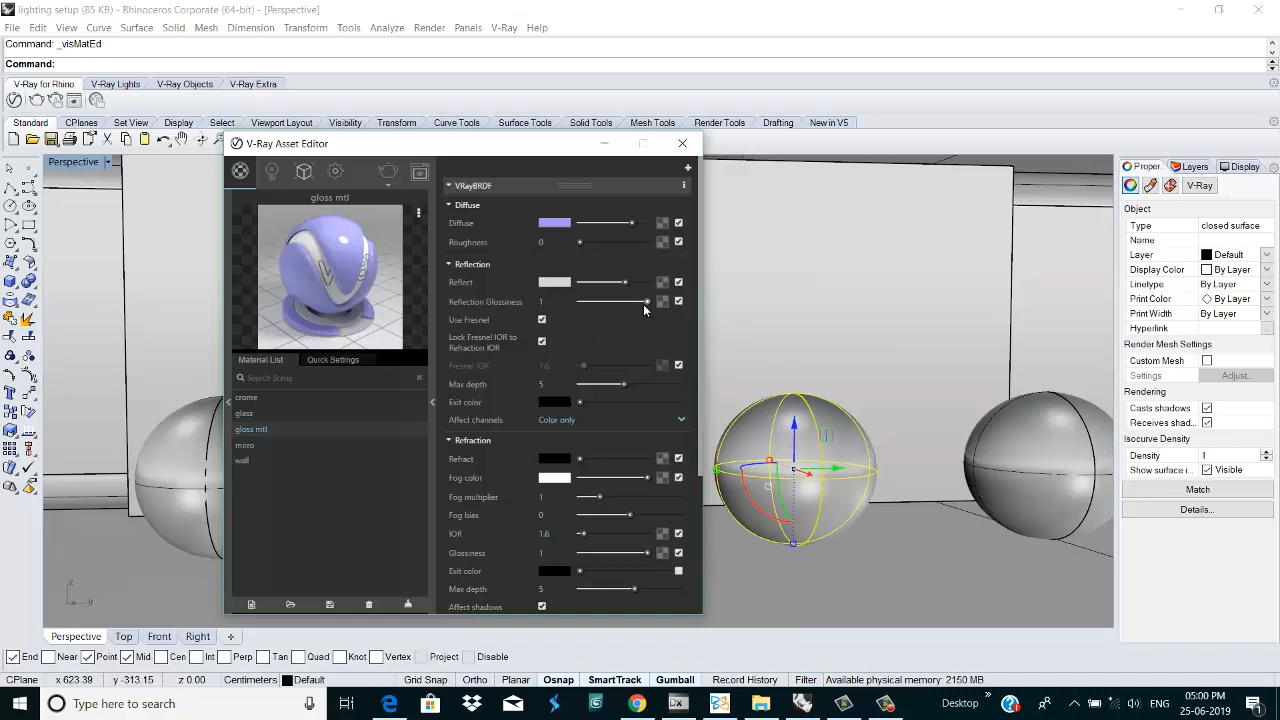 lighting setup (85 KB) - Rhinoceros Corporate (64-bit) - [Perspective]
File Edit View Curve Surface Solid Mesh Dimension Transform Tools Analyze Render Panels V-Ray Help
Command: _visMatEd
Command:
V-Ray for Rhino V-Ray Lights V-Ray Objects V-Ray Extra
Standard CPlanes Set View Display Select Viewport Layout Visibility Transform Curve Tools Surface Tools Solid Tools Mesh Tools Render Tools Drafting New in V5
Perspective
V-Ray Asset Editor
gloss mtl
Material List Quick Settings
Search Scene
crome
glass
gloss mtl
mirro
wall
VRayBRDF
Diffuse
Diffuse
Roughness 0
Reflection
Reflect
Reflection Glossiness 1
Use Fresnel
Lock Fresnel IOR to
Refraction IOR
Fresnel IOR 1.6
Max depth 5
Exit color
Affect channels Color only
Refraction
Refract
Fog color
Fog multiplier 1
Fog bias 0
IOR 1.6
Glossiness 1
Exit color
Max depth 5
Affect shadows
Proper Layers Display
V-Ray
Object
Type closed surface
Name
Layer Default
Display Color By Layer
Linetype By Layer
Print Color By Layer
Print Width By Layer
Hyperlink
Render Mesh Settings
Custom Mesh
Settings Adjust...
Rendering
Casts shadows
Receives shad..
Isocurve Density
Density 1
Show surface i Visible
Match
Details...
z
x y
Perspective Top Front Right
End Near Point Mid Cen Int Perp Tan Quad Knot Vertex Project Disable
CPlane x 623.39 y -313.15 z 0.00 Centimeters Default Grid Snap Ortho Planar Osnap SmartTrack Gumball Record History Filter Available physical memory: 2150 MB
Type here to search
Dx
Desktop »
05:00 PM
25-06-2019